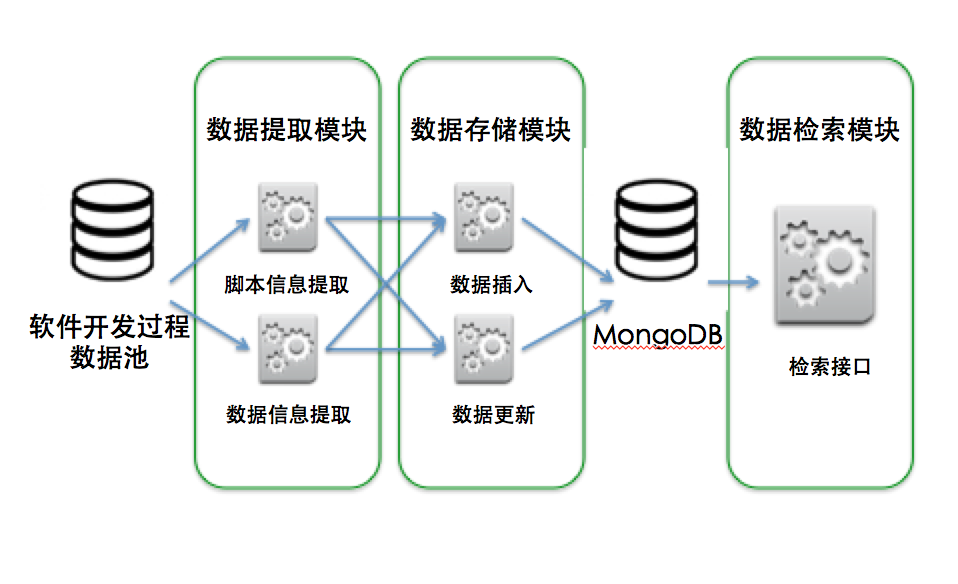 数据提取模块
数据存储模块
数据检索模块
脚本信息提取
数据插入
软件开发过程
数据池
MongoDB
检索接口
数据信息提取
数据更新